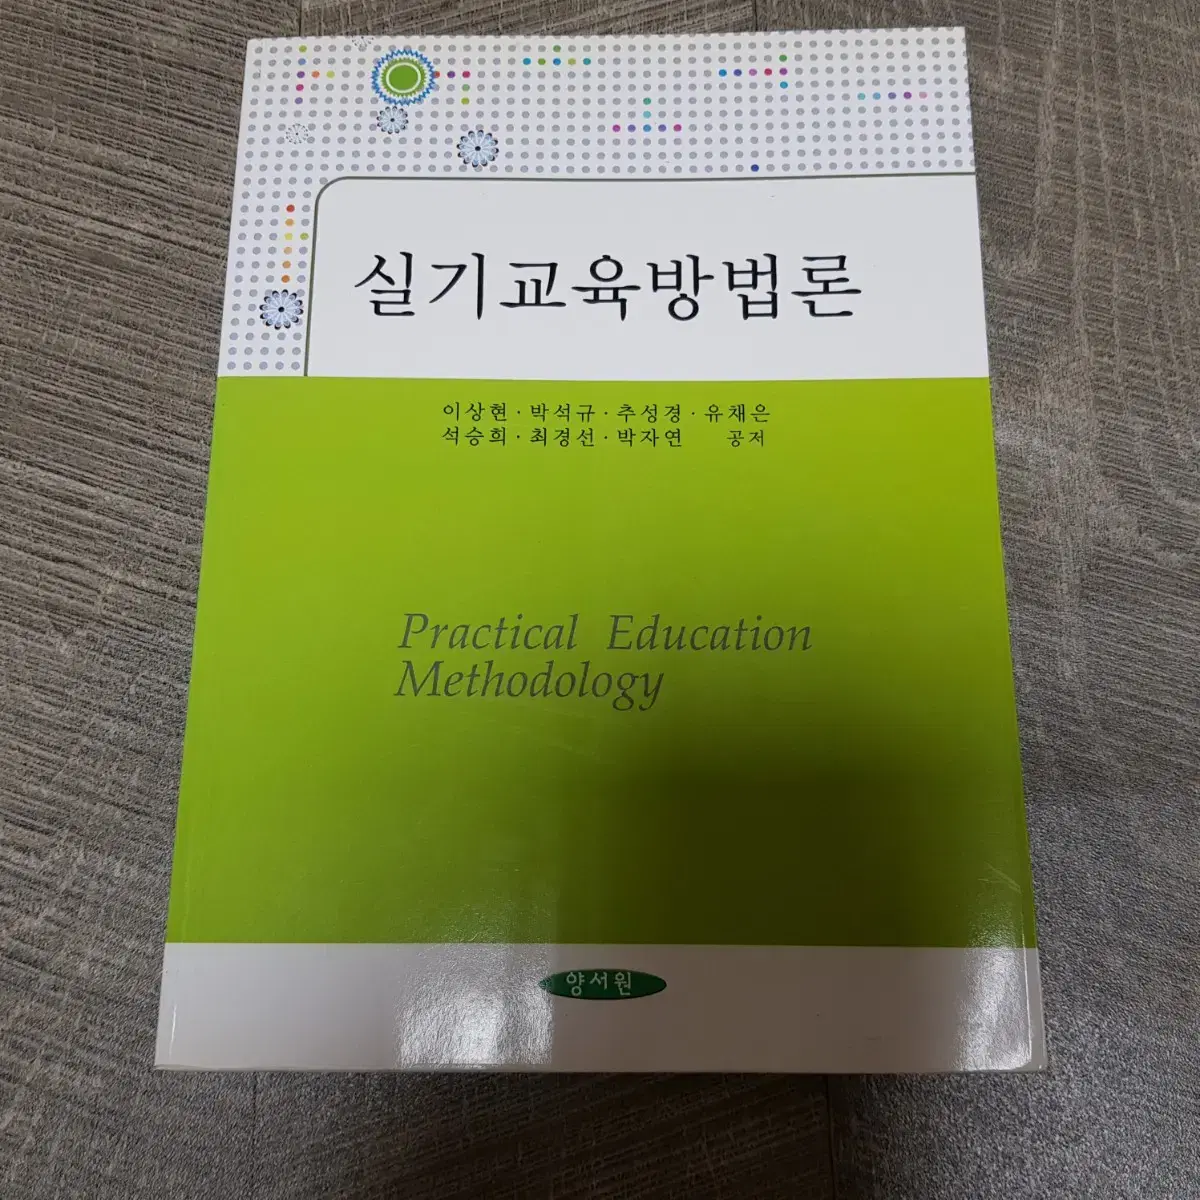 실기교육방법론
이상현 · 박석규 · 추성경 · 유채은
석승희 · 최경선 · 박자연 공저
Practical Education
Methodology
양서원